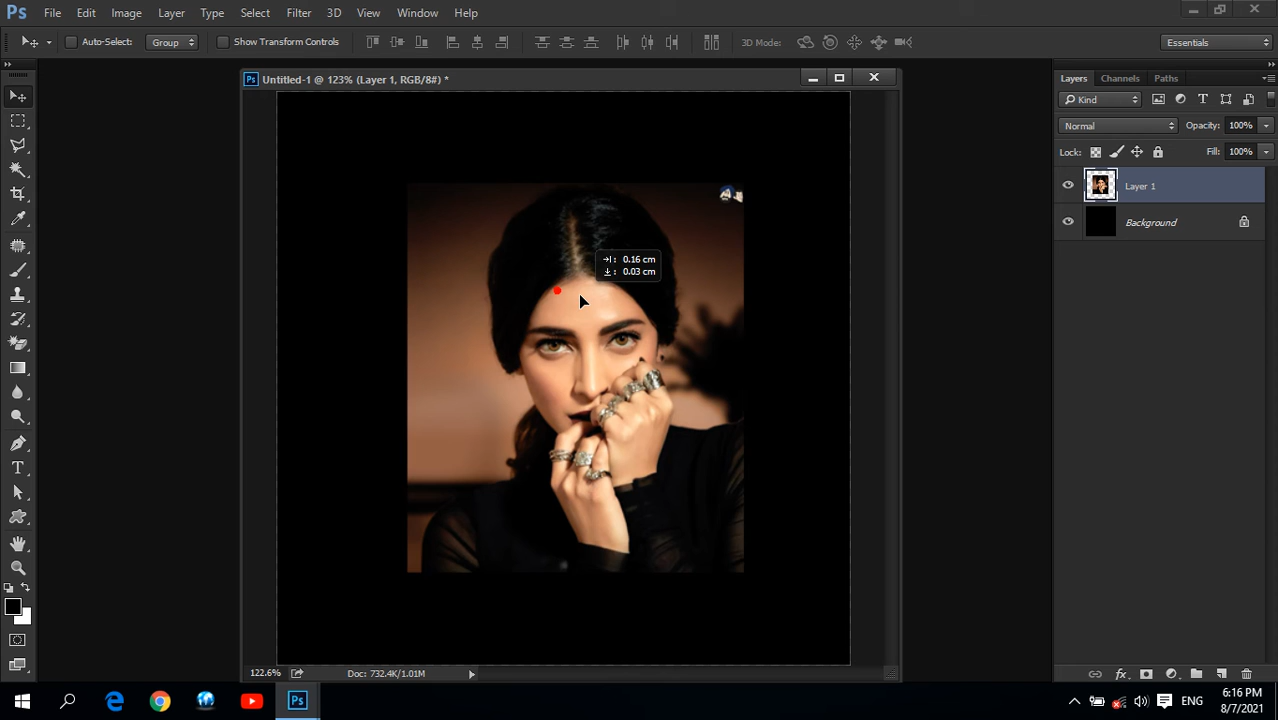 Ps File Edit Image Layer Type Select Filter 3D View Window Help
Auto-Select: Group Show Transform Controls 3D Mode: Essentials
Ps Untitled-1 @ 123% (Layer 1, RGB/8#) *
Layers Channels Paths
Kind T
Normal Opacity: 100%
Lock: Fill: 100%
Layer 1
Background
: 0.16 cm
: 0.03 cm
T
122.6% Doc: 732.4K/1.01M
fx
Ps ENG 6:16 PM
8/7/2021